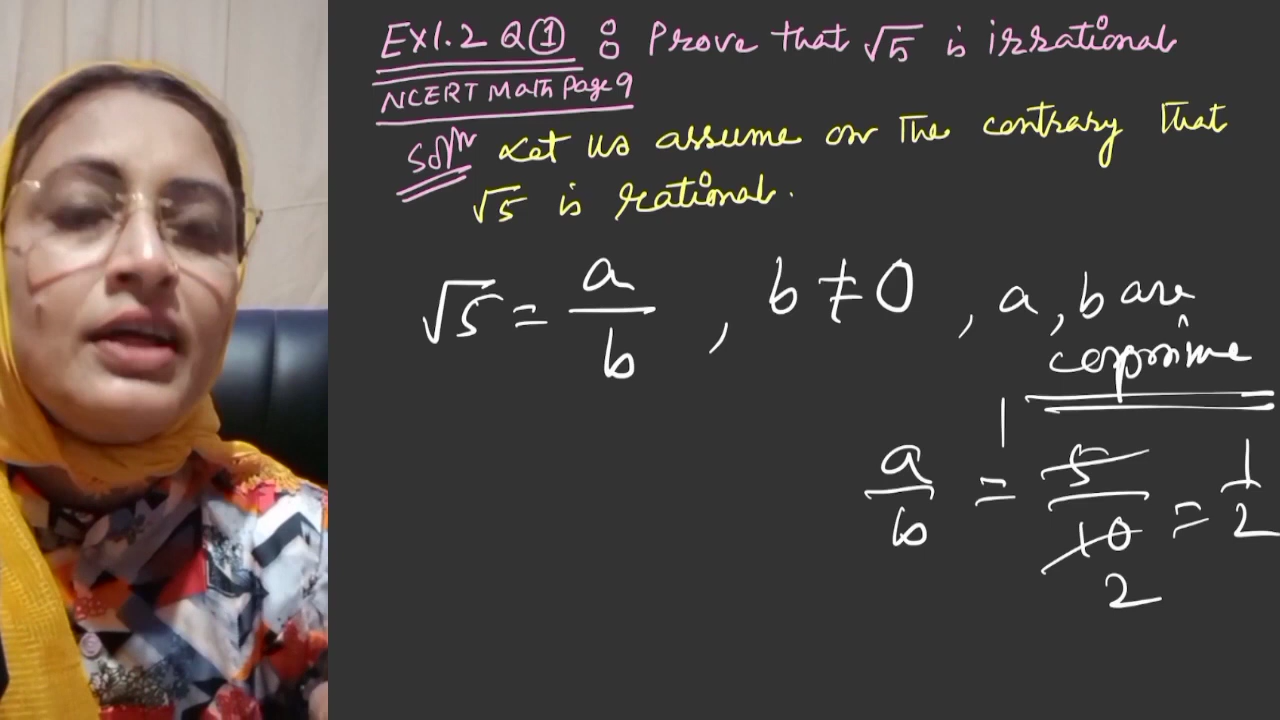 Ex1.2 Q① : Prove that √5 is irrational
NCERT Math Page 9
Soln Let us assume on the contrary that
√5 is rational.
√5 = a/b , b ≠ 0 , a, b are
coprime
a/b = 5/10 = 1/2
1
2